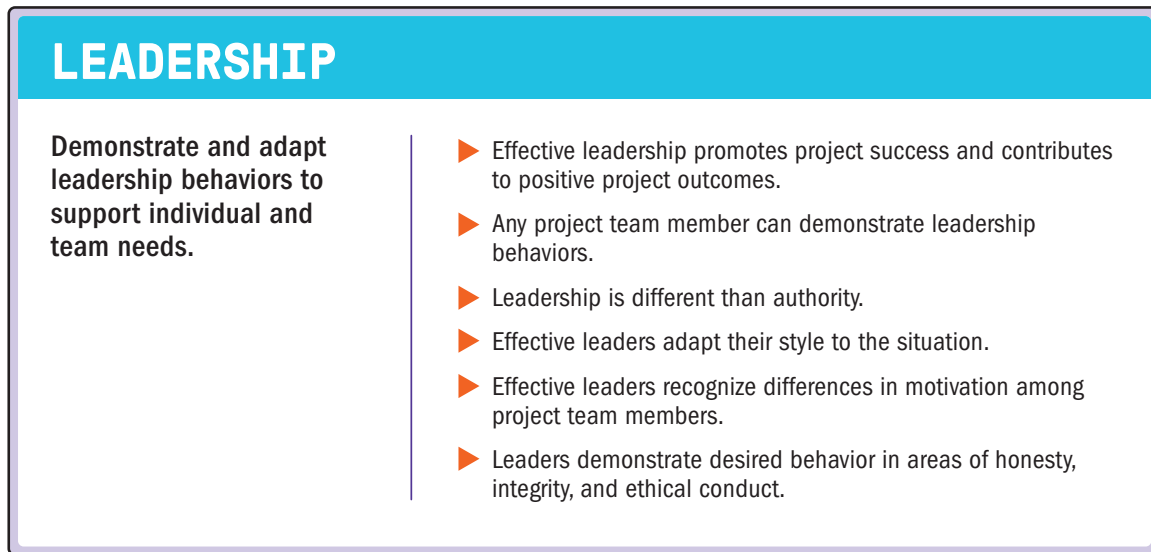 LEADERSHIP
Demonstrate and adapt
leadership behaviors to
support individual and
team needs.
Effective leadership promotes project success and contributes
to positive project outcomes.
Any project team member can demonstrate leadership
behaviors.
Leadership is different than authority.
Effective leaders adapt their style to the situation.
Effective leaders recognize differences in motivation among
project team members.
Leaders demonstrate desired behavior in areas of honesty,
integrity, and ethical conduct.